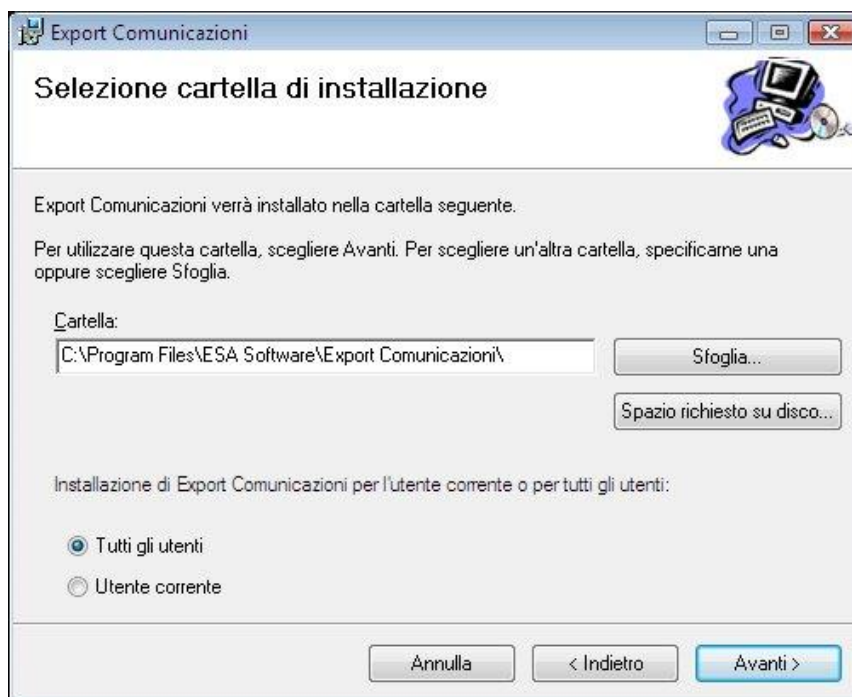 Export Comunicazioni
Selezione cartella di installazione
Export Comunicazioni verrà installato nella cartella seguente.
Per utilizzare questa cartella, scegliere Avanti. Per scegliere un'altra cartella, specificarne una
oppure scegliere Sfoglia.
Cartella:
C:\Program Files\ESA Software\Export Comunicazioni\
Sfoglia...
Spazio richiesto su disco...
Installazione di Export Comunicazioni per l'utente corrente o per tutti gli utenti:
Tutti gli utenti
Utente corrente
Annulla
< Indietro
Avanti >